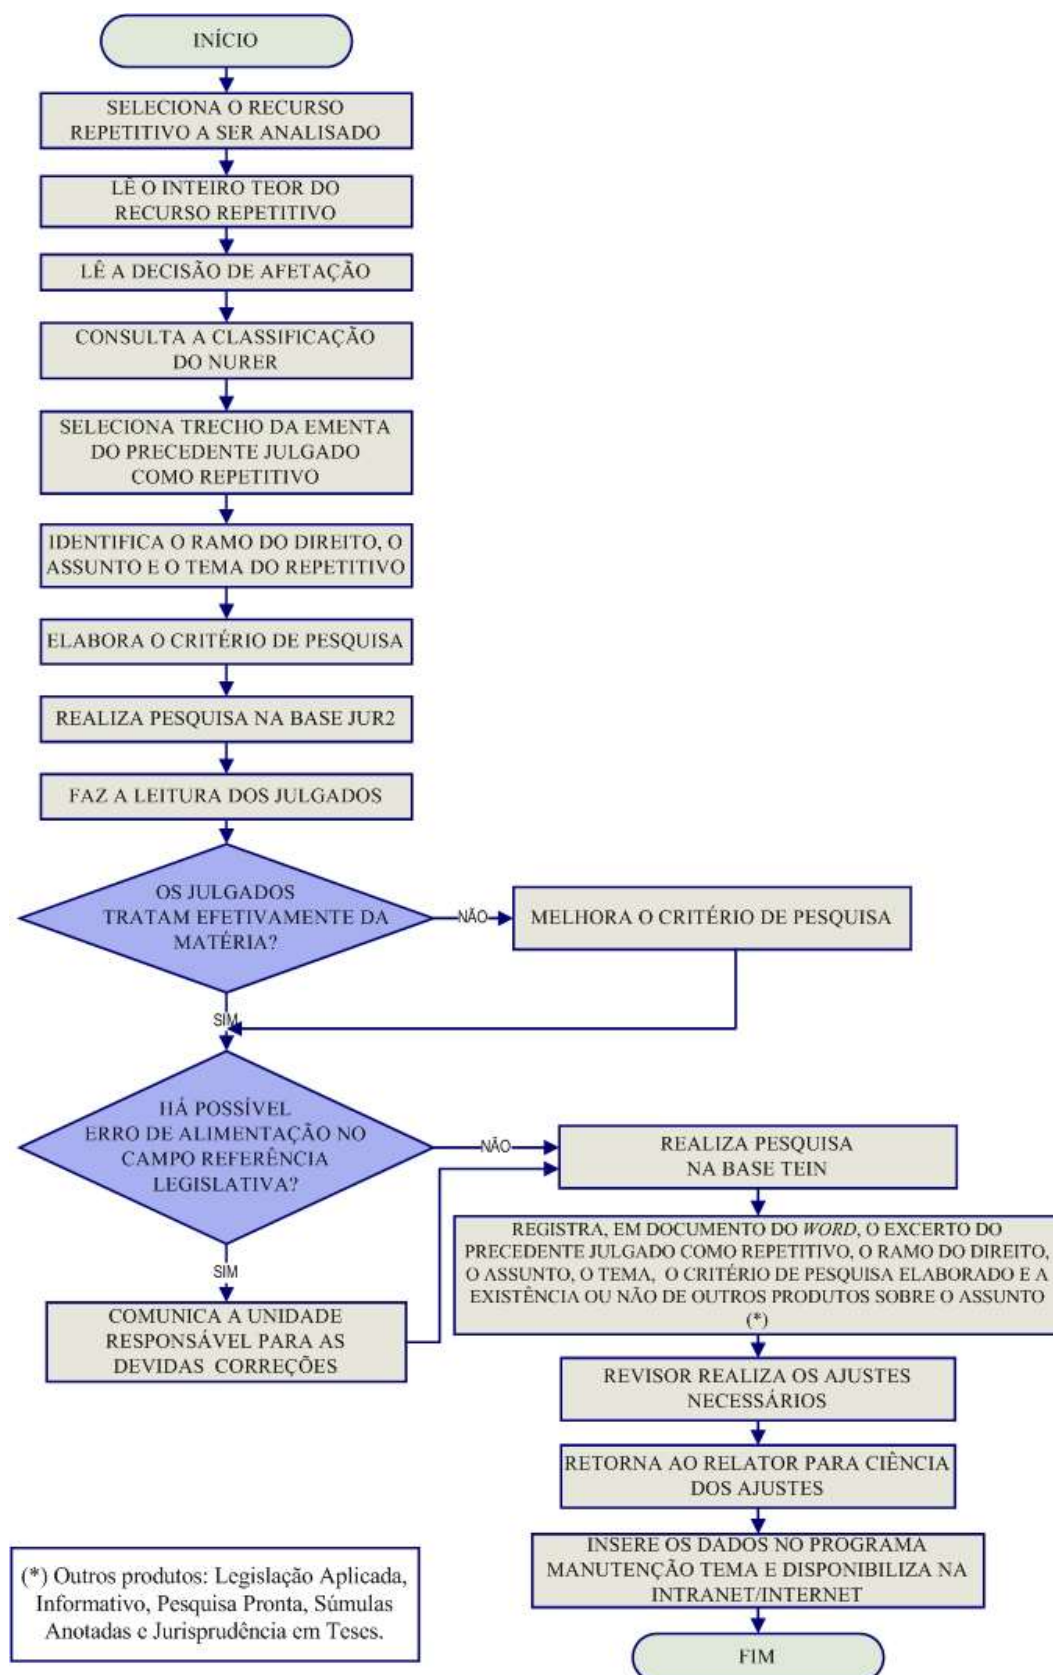 INÍCIO
SELECIONA O RECURSO
REPETITIVO A SER ANALISADO
LÊ O INTEIRO TEOR DO
RECURSO REPETITIVO
LÊ A DECISÃO DE AFETAÇÃO
CONSULTA A CLASSIFICAÇÃO
DO NURER
SELECIONA TRECHO DA EMENTA
DO PRECEDENTE JULGADO
COMO REPETITIVO
IDENTIFICA O RAMO DO DIREITO, O
ASSUNTO E O TEMA DO REPETITIVO
ELABORA O CRITÉRIO DE PESQUISA
REALIZA PESQUISA NA BASE JUR2
FAZ A LEITURA DOS JULGADOS
OS JULGADOS
TRATAM EFETIVAMENTE DA
MATÉRIA?
NÃO
MELHORA O CRITÉRIO DE PESQUISA
SIM
HÁ POSSÍVEL
ERRO DE ALIMENTAÇÃO NO
CAMPO REFERÊNCIA
LEGISLATIVA?
NÃO
REALIZA PESQUISA
NA BASE TEIN
SIM
COMUNICA A UNIDADE
RESPONSÁVEL PARA AS
DEVIDAS CORREÇÕES
REGISTRA, EM DOCUMENTO DO WORD, O EXCERTO DO
PRECEDENTE JULGADO COMO REPETITIVO, O RAMO DO DIREITO,
O ASSUNTO, O TEMA, O CRITÉRIO DE PESQUISA ELABORADO E A
EXISTÊNCIA OU NÃO DE OUTROS PRODUTOS SOBRE O ASSUNTO
(*)
REVISOR REALIZA OS AJUSTES
NECESSÁRIOS
RETORNA AO RELATOR PARA CIÊNCIA
DOS AJUSTES
INSERE OS DADOS NO PROGRAMA
MANUTENÇÃO TEMA E DISPONIBILIZA NA
INTRANET/INTERNET
FIM
(*) Outros produtos: Legislação Aplicada,
Informativo, Pesquisa Pronta, Súmulas
Anotadas e Jurisprudência em Teses.